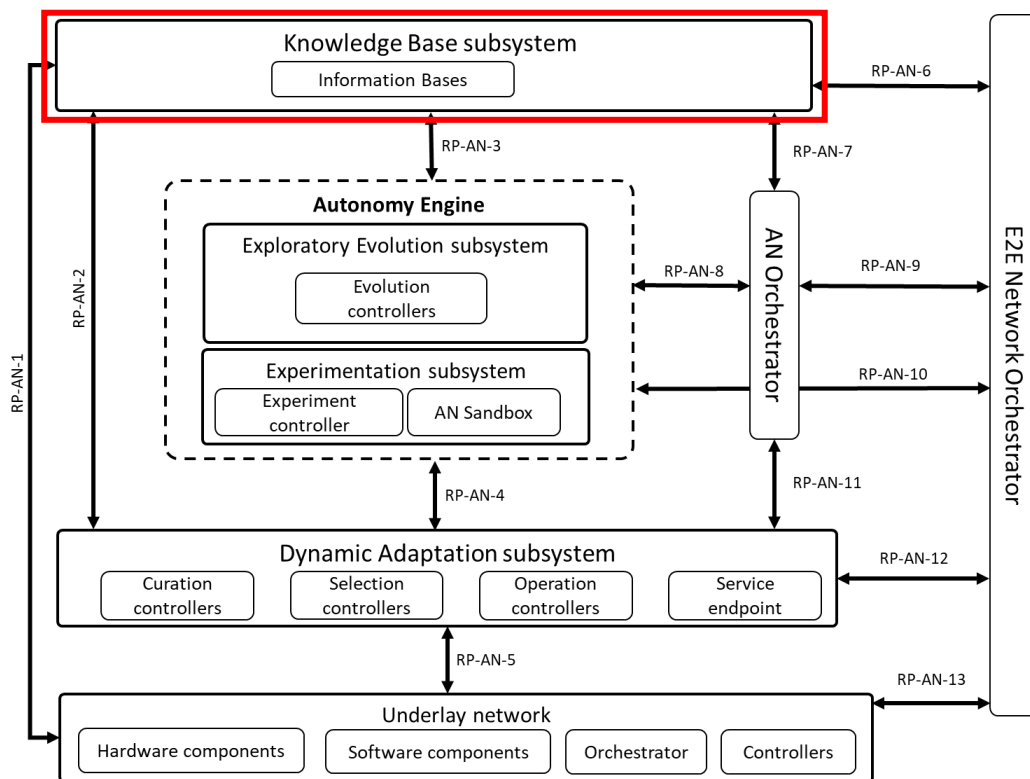 Knowledge Base subsystem
Information Bases
RP-AN-6
RP-AN-3
RP-AN-7
Autonomy Engine
Exploratory Evolution subsystem
Evolution
controllers
RP-AN-8
RP-AN-9
AN Orchestrator
E2E Network Orchestrator
RP-AN-2
RP-AN-1
Experimentation subsystem
Experiment
controller
AN Sandbox
RP-AN-10
RP-AN-4
RP-AN-11
Dynamic Adaptation subsystem
Curation
controllers
Selection
controllers
Operation
controllers
Service
endpoint
RP-AN-12
RP-AN-5
RP-AN-13
Underlay network
Hardware components
Software components
Orchestrator
Controllers